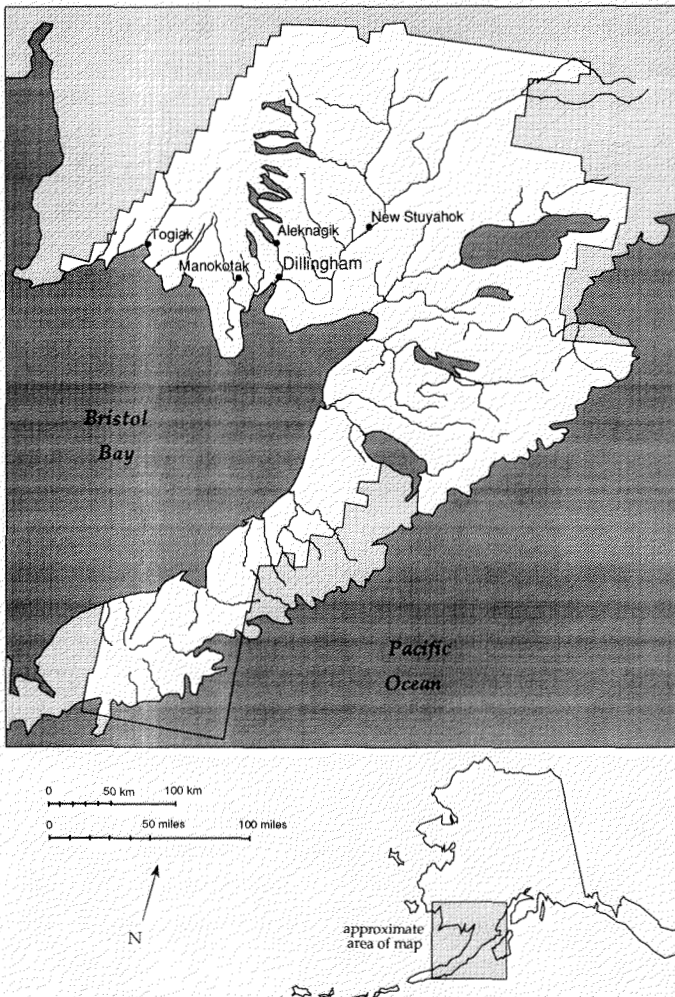 Togiak
Aleknagik
New Stuyahok
Manokotak
Dillingham
Bristol
Bay
Pacific
Ocean
0 50 km 100 km
0 50 miles 100 miles
N
approximate
area of map